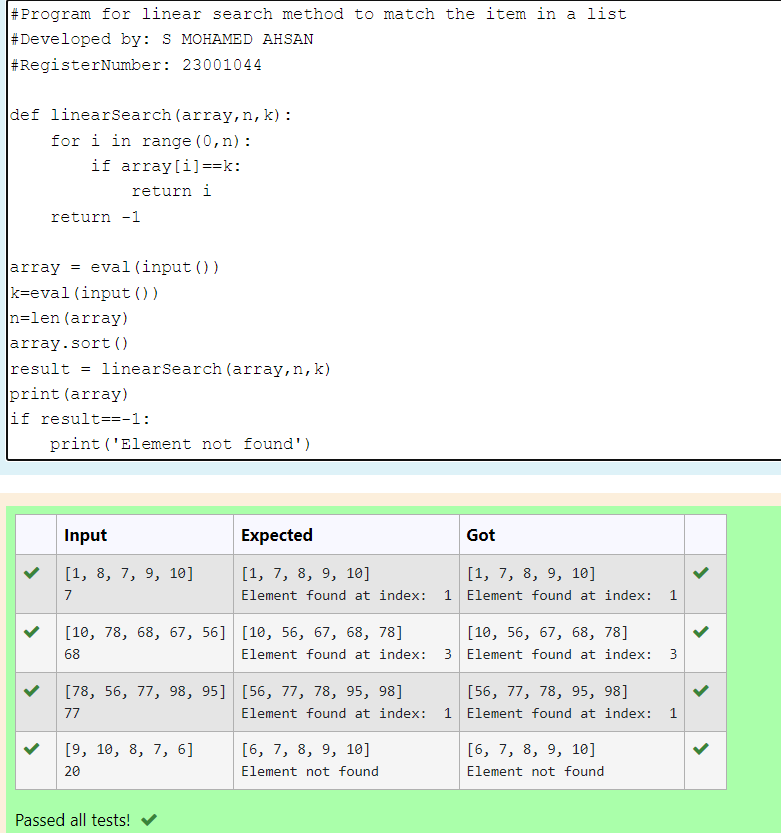 #Program for linear search method to match the item in a list
#Developed by: S MOHAMED AHSAN
#RegisterNumber: 23001044
def linearSearch(array,n,k):
    for i in range(0,n):
        if array[i]==k:
            return i
    return -1
array = eval(input())
k=eval(input())
n=len(array)
array.sort()
result = linearSearch(array,n,k)
print(array)
if result==-1:
    print('Element not found')
Input Expected Got
[1, 8, 7, 9, 10] [1, 7, 8, 9, 10] [1, 7, 8, 9, 10]
7 Element found at index:  1 Element found at index:  1
[10, 78, 68, 67, 56] [10, 56, 67, 68, 78] [10, 56, 67, 68, 78]
68 Element found at index:  3 Element found at index:  3
[78, 56, 77, 98, 95] [56, 77, 78, 95, 98] [56, 77, 78, 95, 98]
77 Element found at index:  1 Element found at index:  1
[9, 10, 8, 7, 6] [6, 7, 8, 9, 10] [6, 7, 8, 9, 10]
20 Element not found Element not found
Passed all tests!